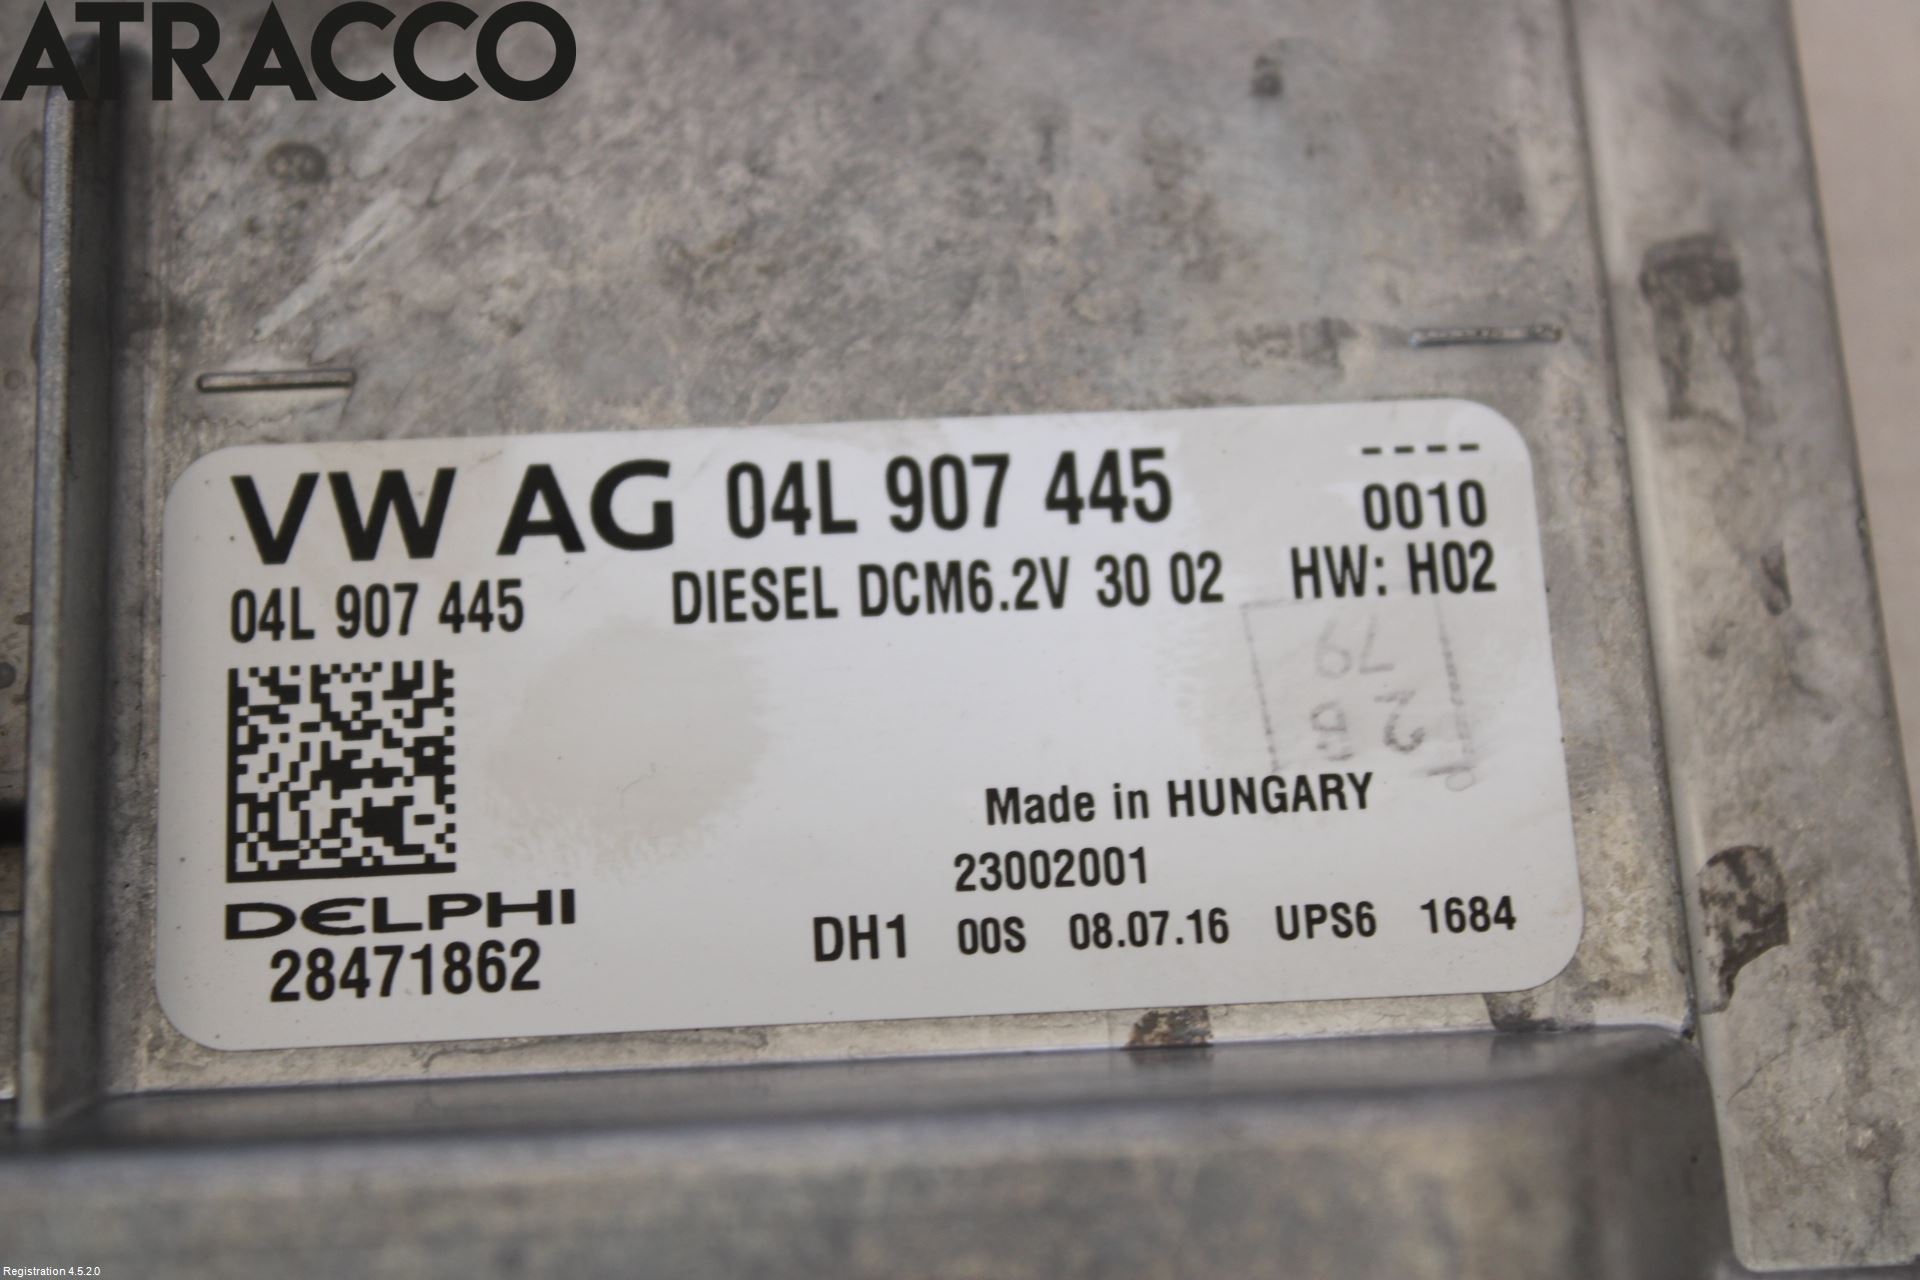 ATRACCO
VW AG 04L 907 445
----
0010
04L 907 445 DIESEL DCM6.2V 30 02 HW: H02
Made in HUNGARY
23002001
DELPHI
28471862
DH1 00S 08.07.16 UPS6 1684
Registration 4.5.2.0